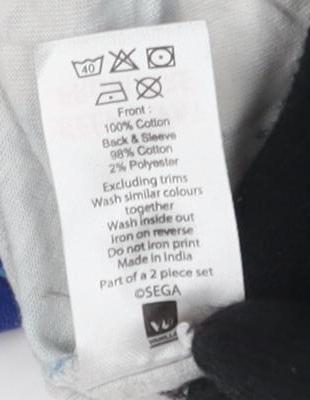 40
Front :
100% Cotton
Back & Sleeve
98% Cotton
2% Polyester
Excluding trims
Wash similar colours
together
Wash inside out
Iron on reverse
Do not iron print
Made in India
Part of a 2 piece set
©SEGA
VANILLA